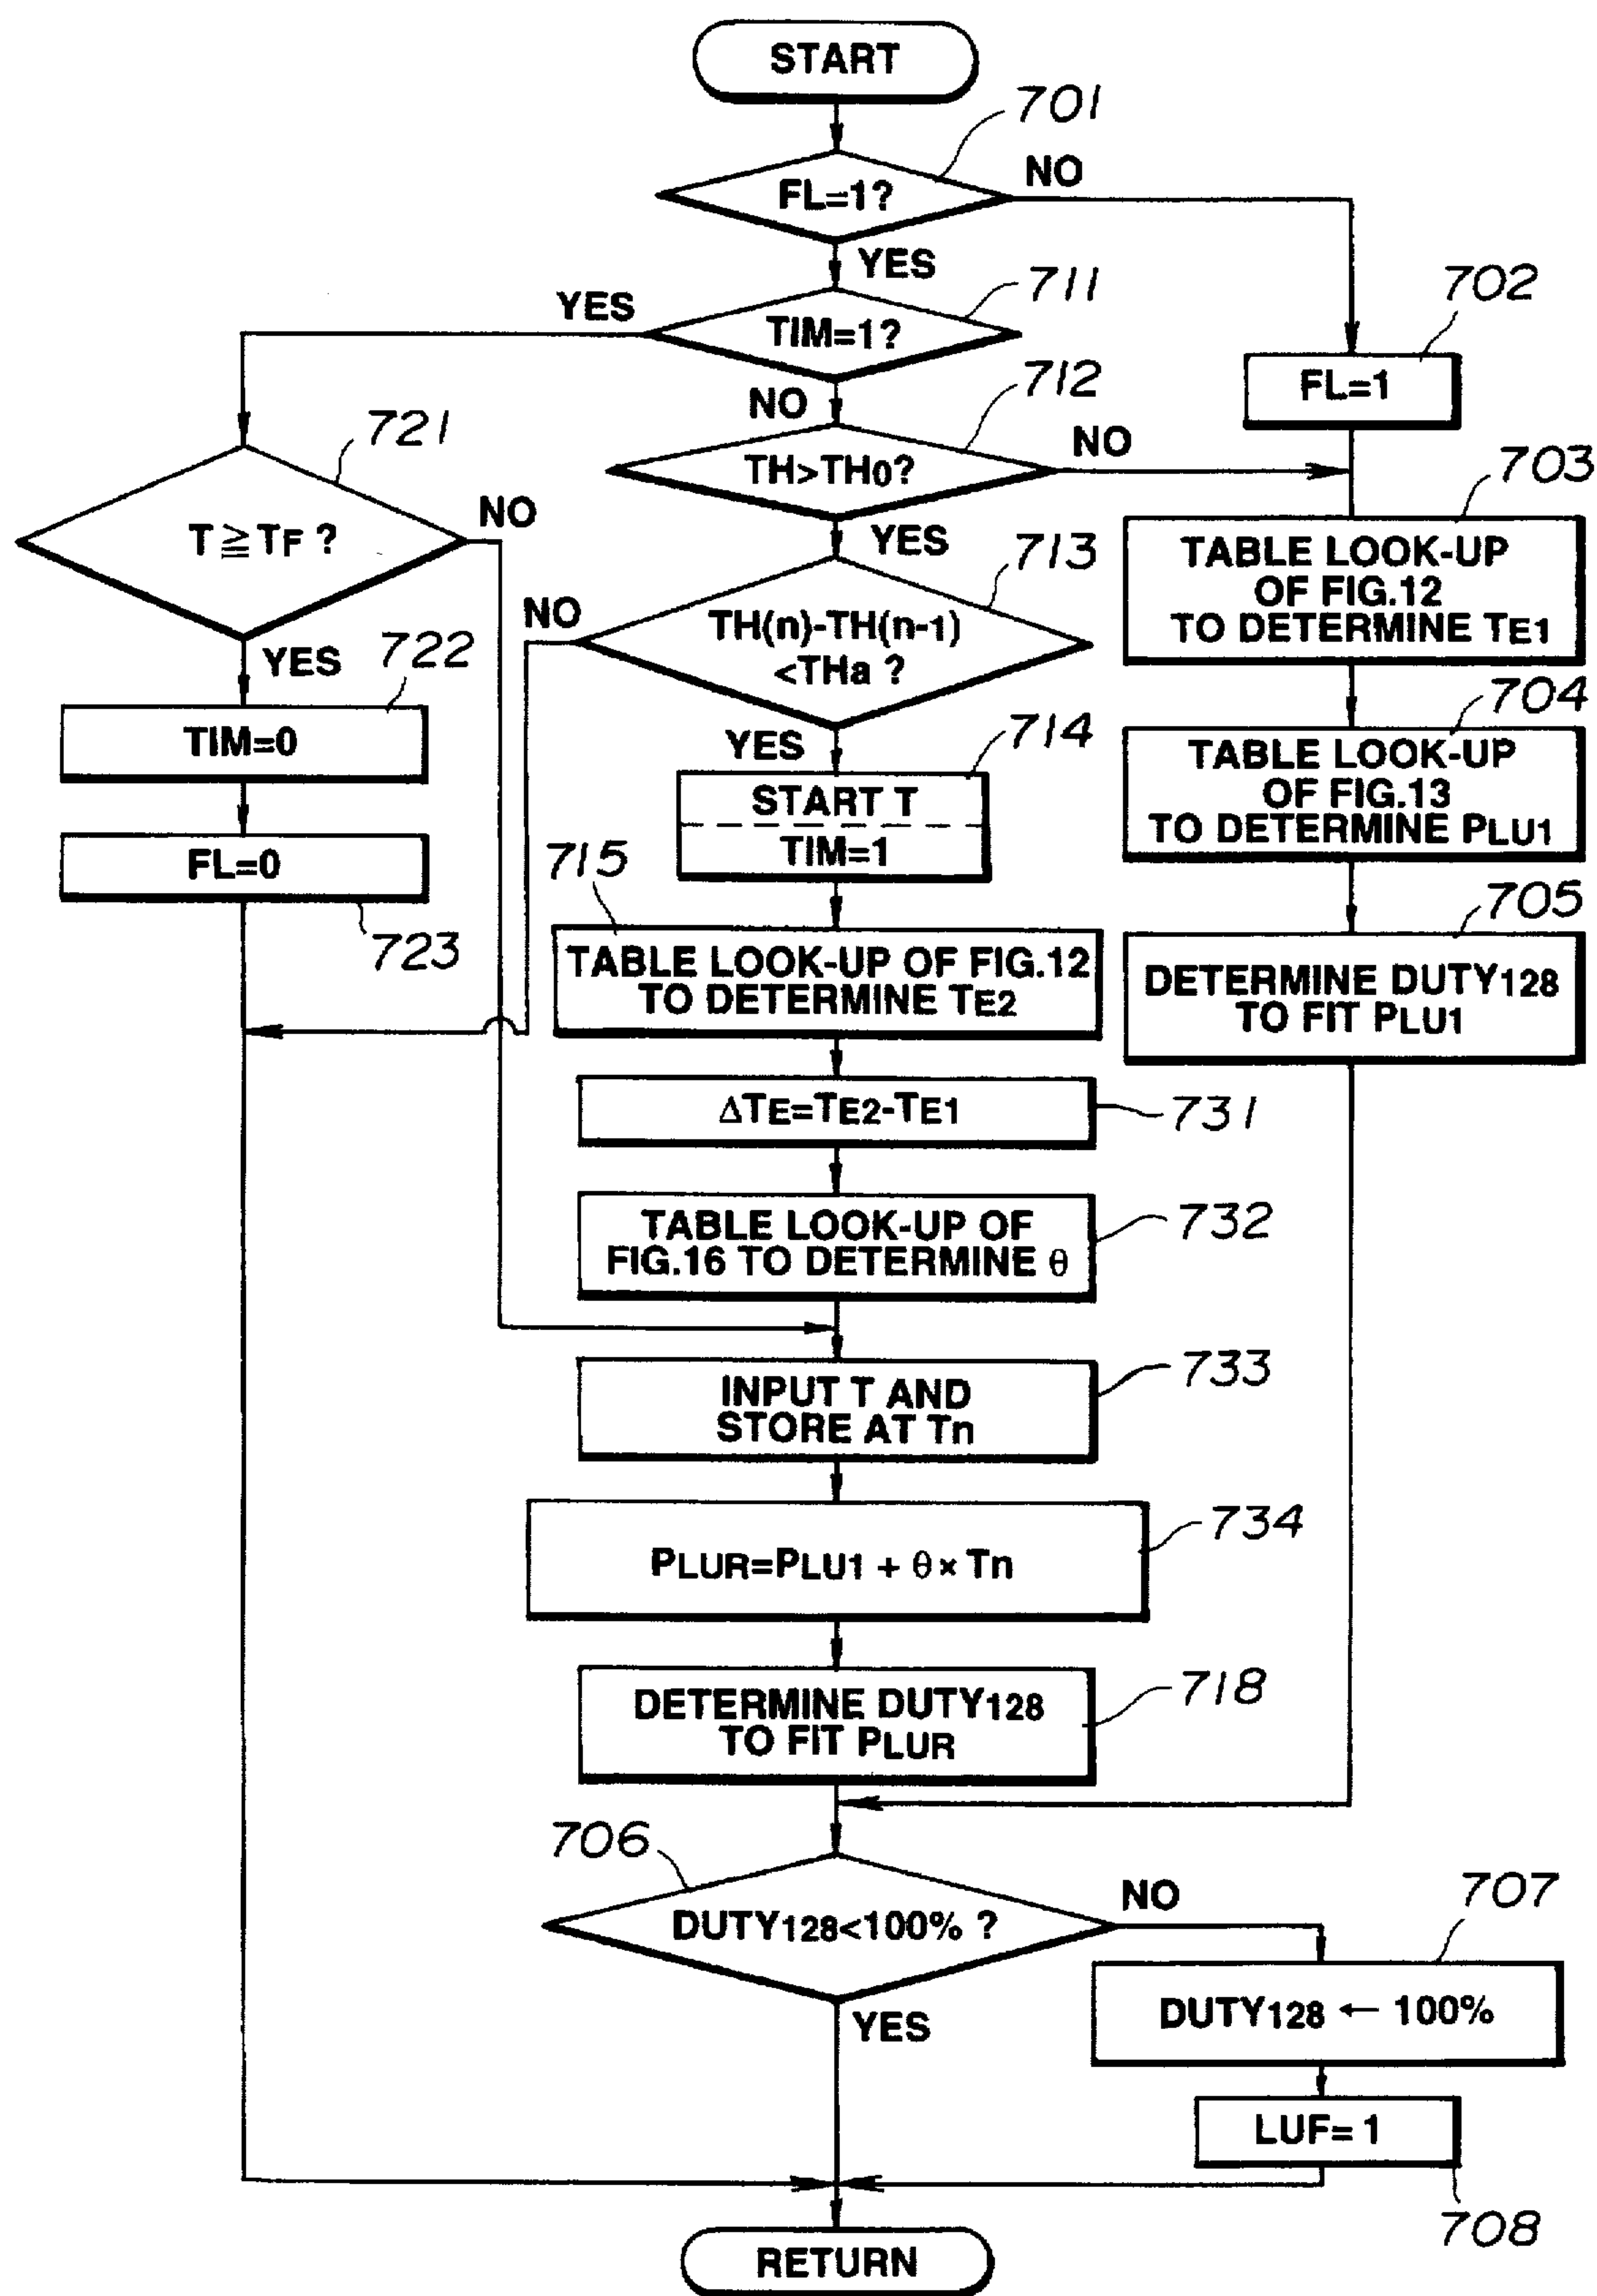 START
701
FL=1?
NO
YES
711
YES
TIM=1?
702
FL=1
NO
712
TH>TH0?
NO
721
T ≧ TF ?
NO
YES
703
TABLE LOOK-UP
OF FIG.12
TO DETERMINE TE1
713
NO
TH(n)-TH(n-1)
<THa ?
YES
722
TIM=0
704
TABLE LOOK-UP
OF FIG.13
TO DETERMINE PLU1
YES
714
START T
TIM=1
FL=0
723
715
TABLE LOOK-UP OF FIG.12
TO DETERMINE TE2
705
DETERMINE DUTY128
TO FIT PLU1
ΔTE=TE2-TE1
731
TABLE LOOK-UP OF
FIG.16 TO DETERMINE θ
732
INPUT T AND
STORE AT Tn
733
PLUR=PLU1 + θ × Tn
734
DETERMINE DUTY128
TO FIT PLUR
718
706
DUTY128<100% ?
NO
YES
707
DUTY128 ← 100%
LUF= 1
708
RETURN